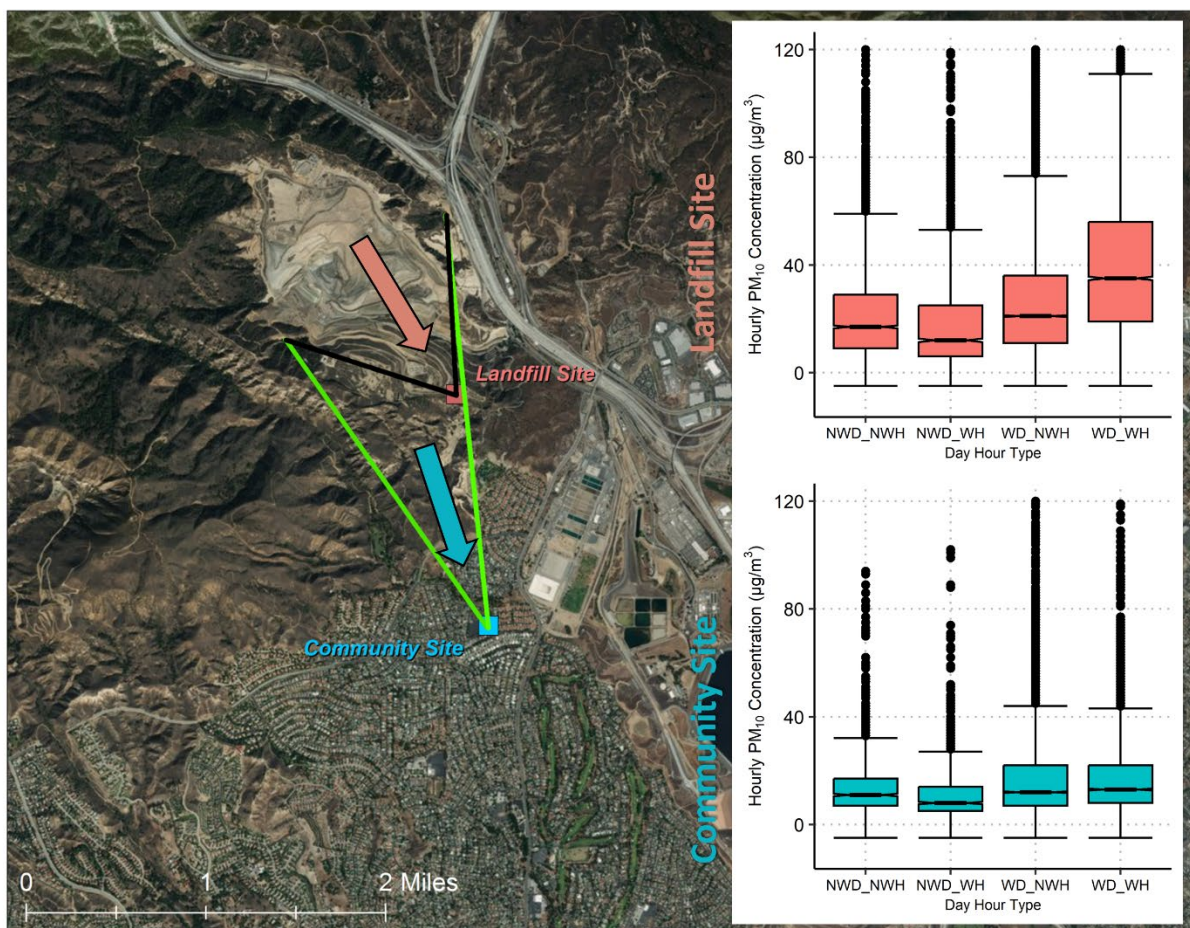 Landfill Site
Community Site
0 1 2 Miles
Landfill Site
Hourly PM₁₀ Concentration (µg/m³)
120
80
40
0
NWD_NWH NWD_WH WD_NWH WD_WH
Day Hour Type
Community Site
Hourly PM₁₀ Concentration (µg/m³)
120
80
40
0
NWD_NWH NWD_WH WD_NWH WD_WH
Day Hour Type